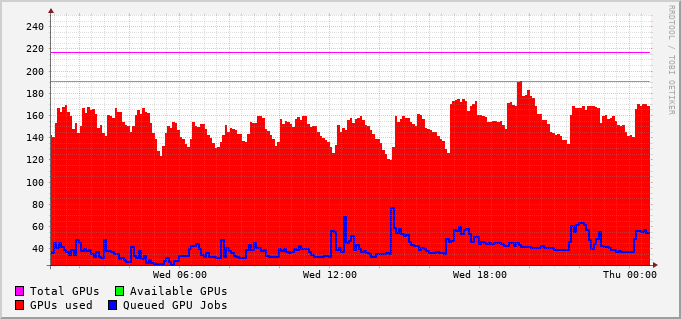 RRDTOOL / TOBI OETIKER
240
220
200
180
160
140
120
100
80
60
40
Wed 06:00 Wed 12:00 Wed 18:00 Thu 00:00
Total GPUs Available GPUs
GPUs used Queued GPU Jobs